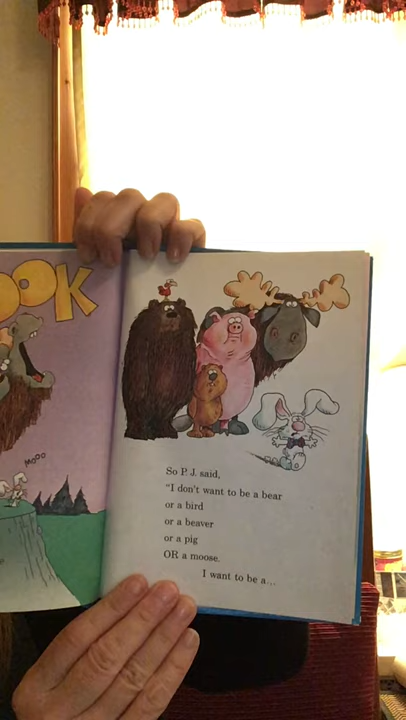 OOK
MOOO
e
So P. J. said,
"I don't want to be a bear
or a bird
or a beaver
or a pig
OR a moose.
I want to be a...